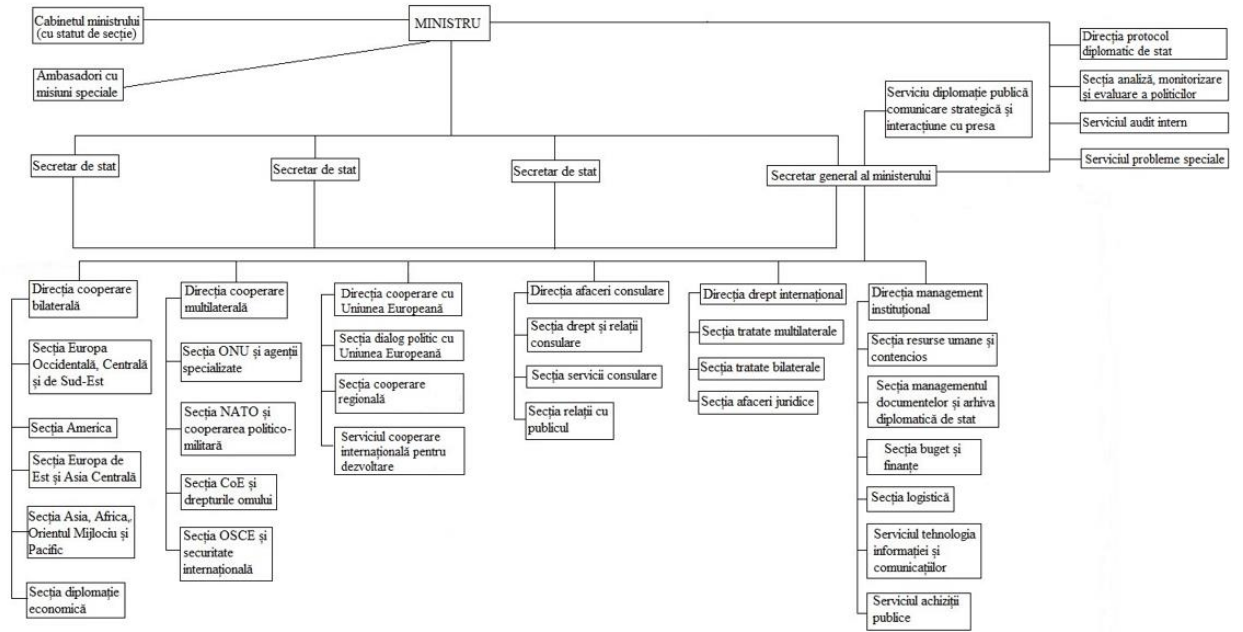 Cabinetul ministrului
(cu statut de secție)
MINISTRU
Ambasadori cu
misiuni speciale
Direcția protocol
diplomatic de stat
Secția analiză, monitorizare
și evaluare a politicilor
Serviciul audit intern
Serviciul probleme speciale
Serviciu diplomație publică
comunicare strategică și
interacțiune cu presa
Secretar de stat
Secretar de stat
Secretar de stat
Secretar general al ministerului
Direcția cooperare
bilaterală
Secția Europa
Occidentală, Centrală
și de Sud-Est
Secția America
Secția Europa de
Est și Asia Centrală
Secția Asia, Africa,
Orientul Mijlociu și
Pacific
Secția diplomație
economică
Direcția cooperare
multilaterală
Secția ONU și agenții
specializate
Secția NATO și
cooperarea politico-
militară
Secția CoE și
drepturile omului
Secția OSCE și
securitate
internațională
Direcția cooperare cu
Uniunea Europeană
Secția dialog politic cu
Uniunea Europeană
Secția cooperare
regională
Serviciul cooperare
internațională pentru
dezvoltare
Direcția afaceri consulare
Secția drept și relații
consulare
Secția servicii consulare
Secția relații cu
publicul
Direcția drept internațional
Secția tratate multilaterale
Secția tratate bilaterale
Secția afaceri juridice
Direcția management
instituțional
Secția resurse umane și
contencios
Secția managementul
documentelor și arhiva
diplomatică de stat
Secția buget și
finanțe
Secția logistică
Serviciul tehnologia
informației și
comunicațiilor
Serviciul achiziții
publice